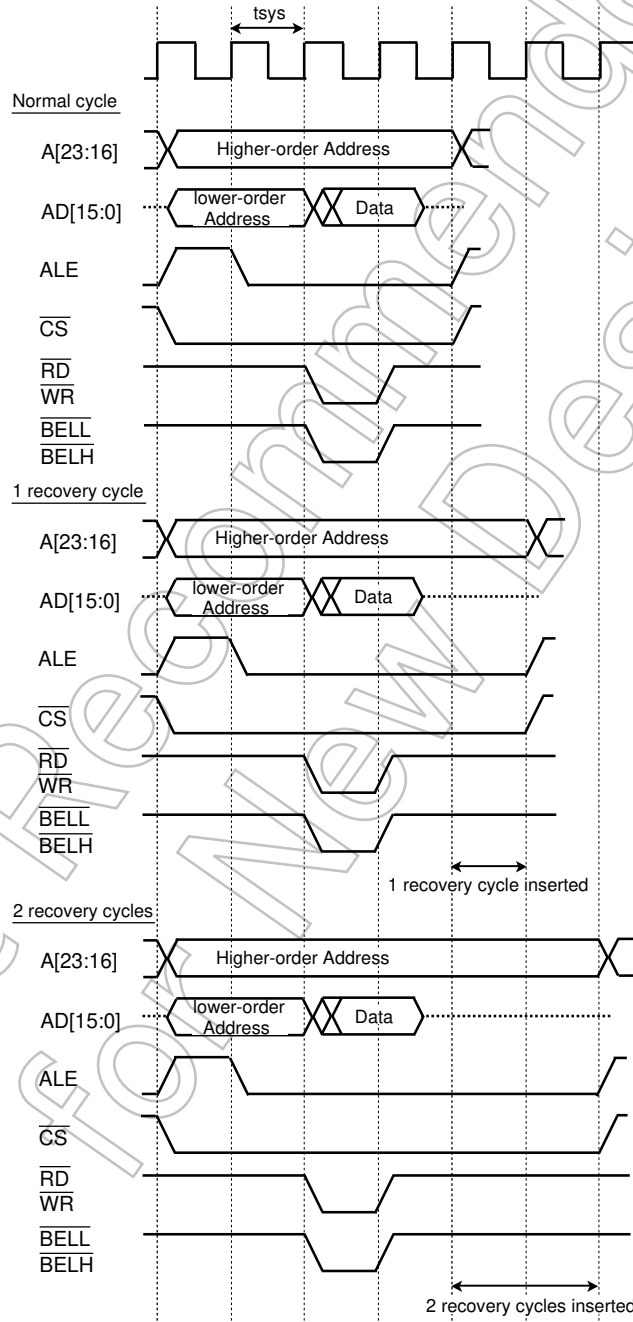 tsys
Normal cycle
A[23:16]
Higher-order Address
AD[15:0]
lower-order
Address
Data
ALE
CS
RD
WR
BELL
BELH
1 recovery cycle
A[23:16]
Higher-order Address
AD[15:0]
lower-order
Address
Data
ALE
CS
RD
WR
BELL
BELH
1 recovery cycle inserted
2 recovery cycles
A[23:16]
Higher-order Address
AD[15:0]
lower-order
Address
Data
ALE
CS
RD
WR
BELL
BELH
2 recovery cycles inserted